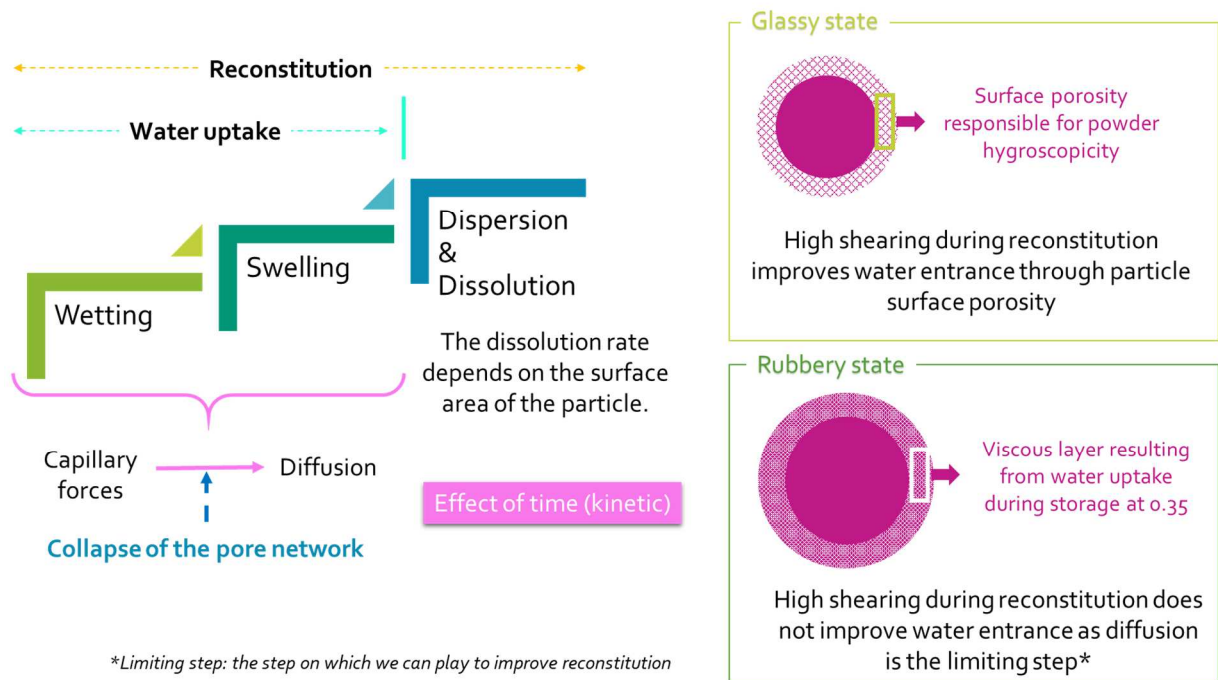 Reconstitution
Water uptake
Wetting
Swelling
Dispersion
&
Dissolution
The dissolution rate
depends on the surface
area of the particle.
Capillary
forces
Diffusion
Collapse of the pore network
Effect of time (kinetic)
*Limiting step: the step on which we can play to improve reconstitution
Glassy state
Surface porosity
responsible for powder
hygroscopicity
High shearing during reconstitution
improves water entrance through particle
surface porosity
Rubbery state
Viscous layer resulting
from water uptake
during storage at 0.35
High shearing during reconstitution does
not improve water entrance as diffusion
is the limiting step*